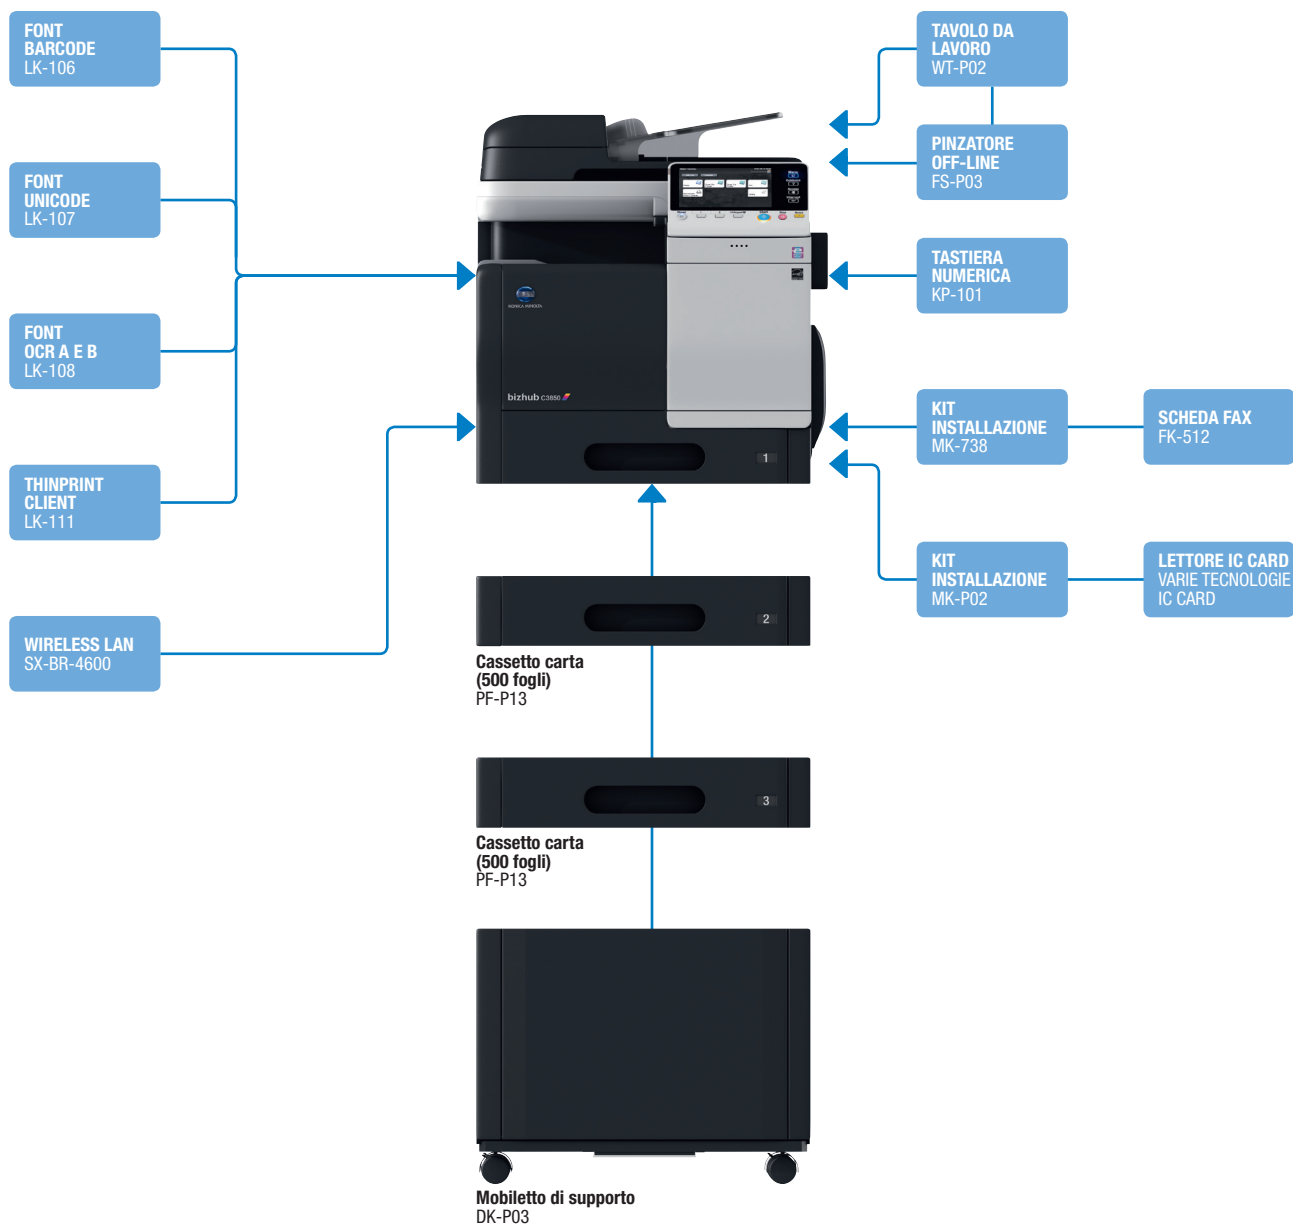 FONT
BARCODE
LK-106
FONT
UNICODE
LK-107
FONT
OCR A E B
LK-108
THINPRINT
CLIENT
LK-111
WIRELESS LAN
SX-BR-4600
TAVOLO DA
LAVORO
WT-P02
PINZATORE
OFF-LINE
FS-P03
TASTIERA
NUMERICA
KP-101
KIT
INSTALLAZIONE
MK-738
SCHEDA FAX
FK-512
KIT
INSTALLAZIONE
MK-P02
LETTORE IC CARD
VARIE TECNOLOGIE
IC CARD
KONICA MINOLTA
bizhub C3850
1
2
Cassetto carta
(500 fogli)
PF-P13
3
Cassetto carta
(500 fogli)
PF-P13
Mobiletto di supporto
DK-P03